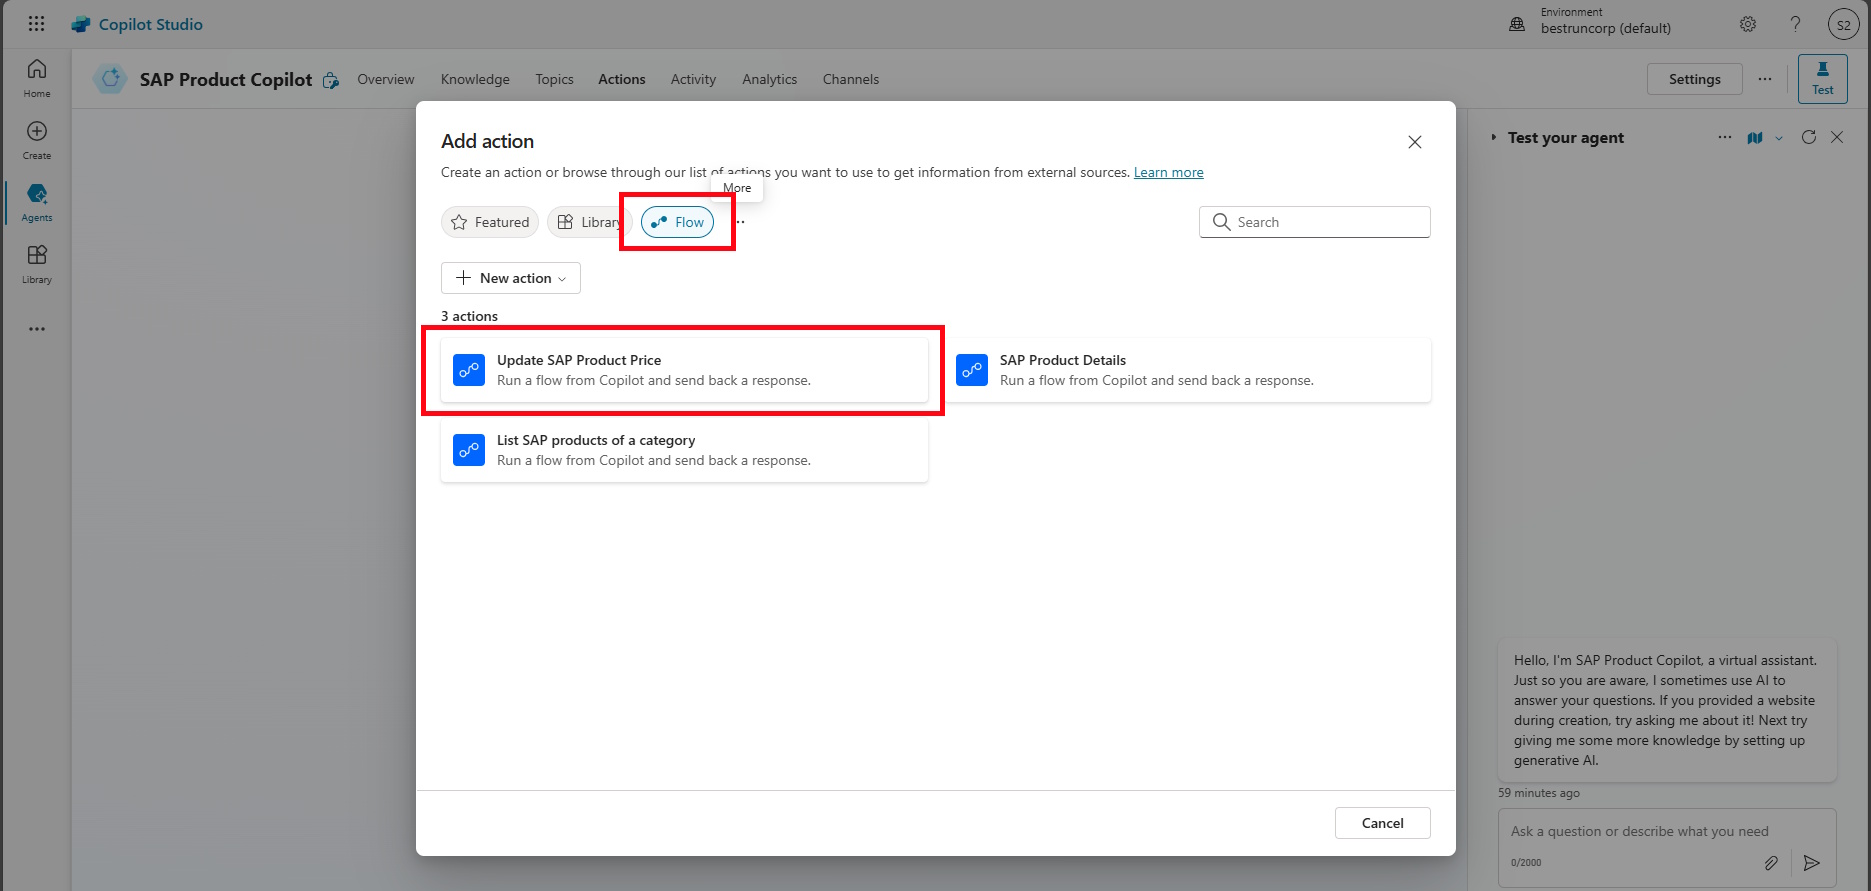 Copilot Studio
Environment
bestruncorp (default)
S2
Home
Create
Agents
Library
SAP Product Copilot
Overview
Knowledge
Topics
Actions
Activity
Analytics
Channels
Settings
Test
Add action
Create an action or browse through our list of actions you want to use to get information from external sources. Learn more
More
Featured
Library
Flow
Search
New action
3 actions
Update SAP Product Price
Run a flow from Copilot and send back a response.
SAP Product Details
Run a flow from Copilot and send back a response.
List SAP products of a category
Run a flow from Copilot and send back a response.
Cancel
Test your agent
Hello, I'm SAP Product Copilot, a virtual assistant.
Just so you are aware, I sometimes use AI to
answer your questions. If you provided a website
during creation, try asking me about it! Next try
giving me some more knowledge by setting up
generative AI.
59 minutes ago
Ask a question or describe what you need
0/2000